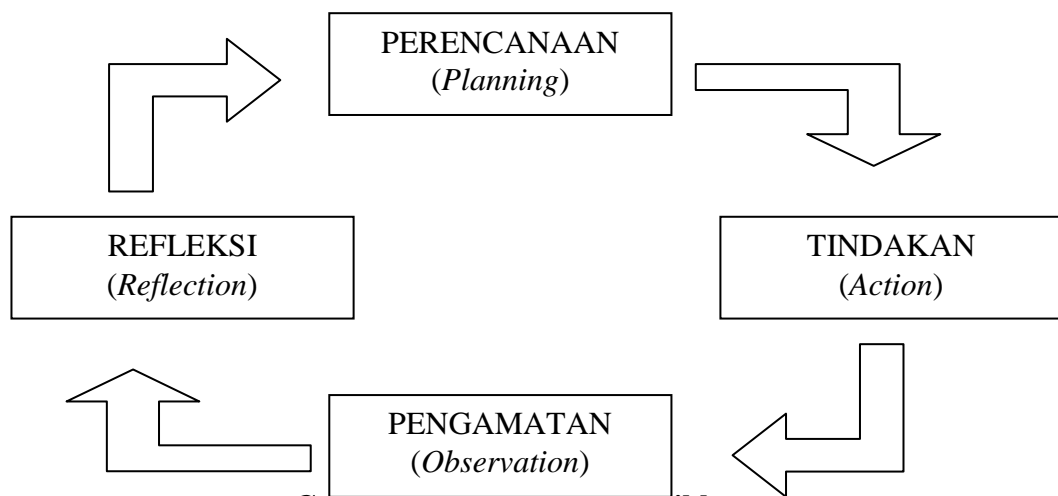 PERENCANAAN
(Planning)
REFLEKSI
(Reflection)
TINDAKAN
(Action)
PENGAMATAN
(Observation)